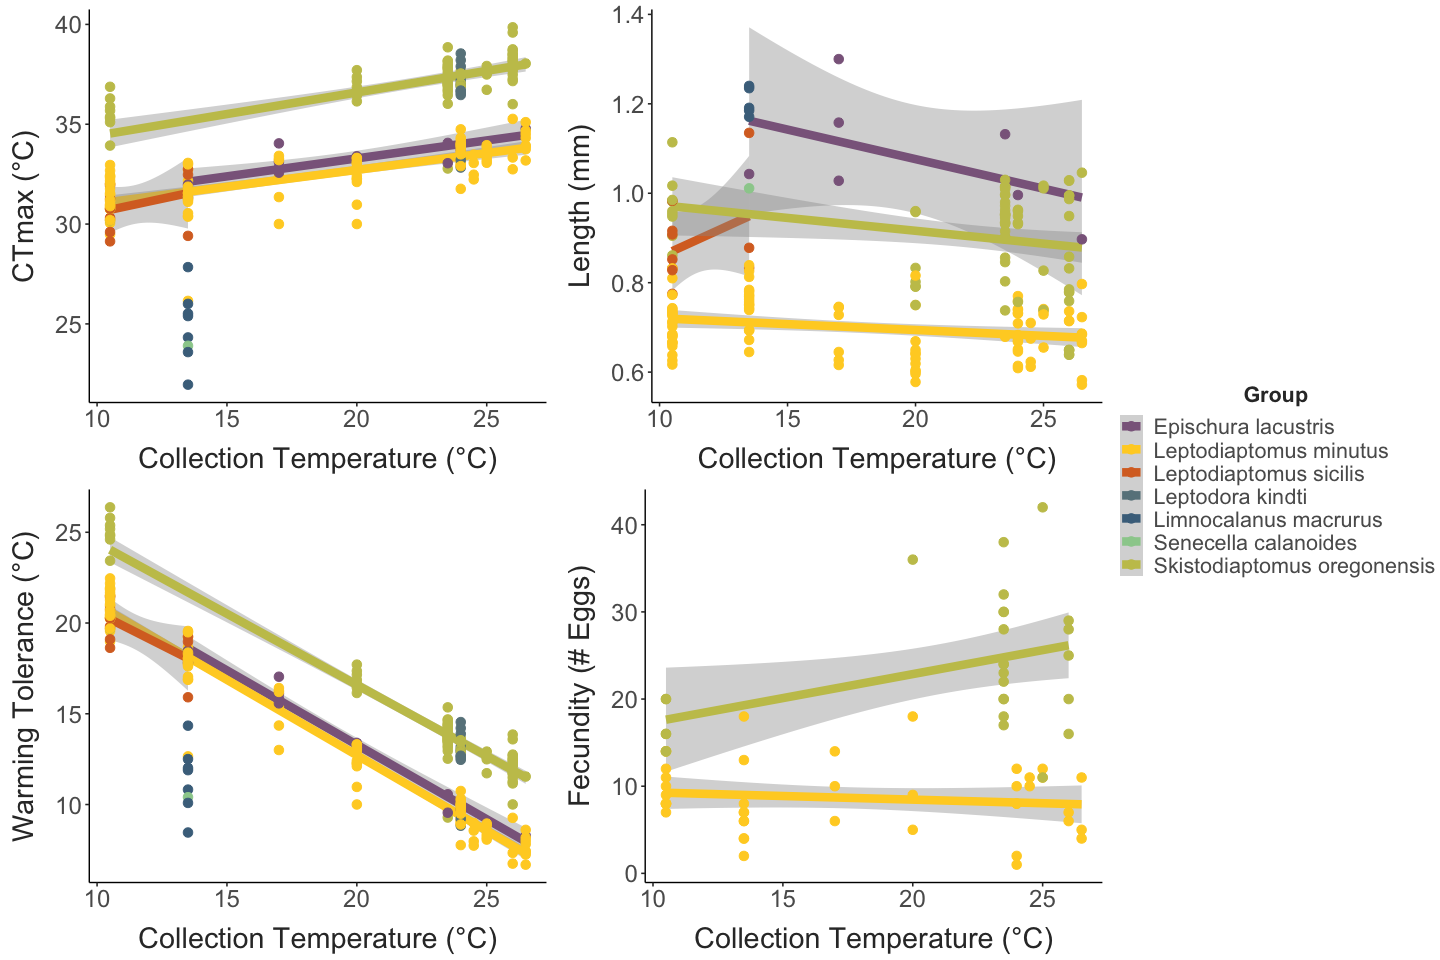 40
35
30
25
CTmax (°C)
10 15 20 25
Collection Temperature (°C)
1.4
1.2
1.0
0.8
0.6
Length (mm)
10 15 20 25
Collection Temperature (°C)
25
20
15
10
Warming Tolerance (°C)
10 15 20 25
Collection Temperature (°C)
40
30
20
10
0
Fecundity (# Eggs)
10 15 20 25
Collection Temperature (°C)
Group
Epischura lacustris
Leptodiaptomus minutus
Leptodiaptomus sicilis
Leptodora kindti
Limnocalanus macrurus
Senecella calanoides
Skistodiaptomus oregonensis